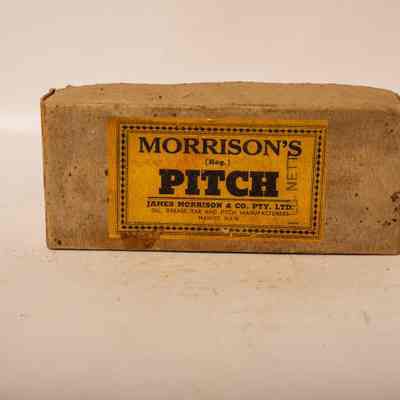 MORRISON'S
(Reg.)
PITCH
JAMES MORRISON & CO. PTY. LTD.
OIL, GREASE, TAR AND PITCH MANUFACTURERS
NETT